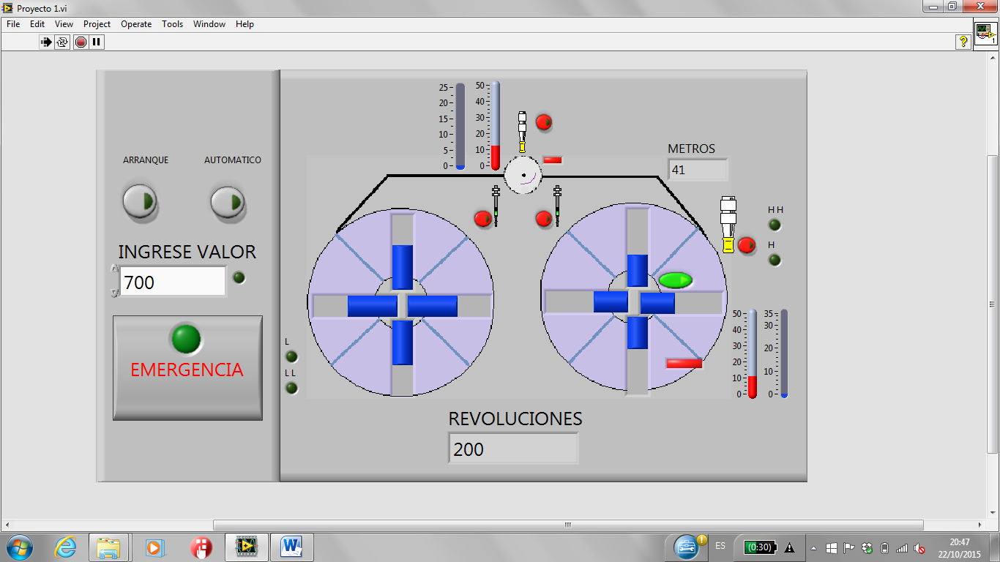 Proyecto 1.vi
File Edit View Project Operate Tools Window Help
?
1
ARRANQUE AUTOMATICO
INGRESE VALOR
700
EMERGENCIA
25
20
15
10
5
0
50
40
30
20
10
0
METROS
41
H H
H
L
L L
50
40
30
20
10
0
35
30
20
10
0
REVOLUCIONES
200
W
ES
(0:30)
20:47
22/10/2015